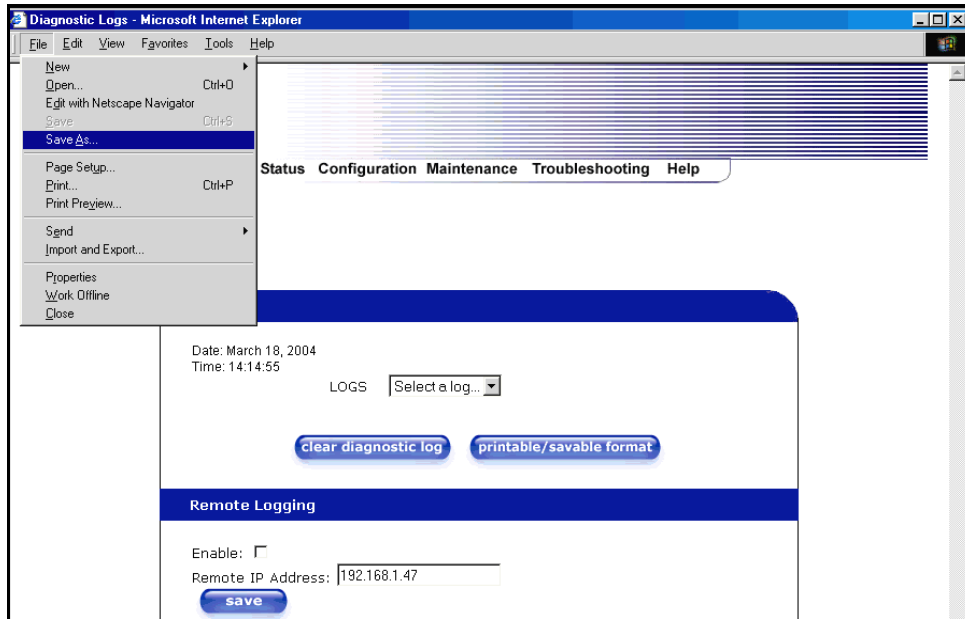 Diagnostic Logs - Microsoft Internet Explorer
File Edit View Favorites Tools Help
New
Open... Ctrl+O
Edit with Netscape Navigator
Save Ctrl+S
Save As...
Page Setup...
Print... Ctrl+P
Print Preview...
Send
Import and Export...
Properties
Work Offline
Close
Status Configuration Maintenance Troubleshooting Help
Date: March 18, 2004
Time: 14:14:55
LOGS Select a log...
clear diagnostic log printable/savable format
Remote Logging
Enable:
Remote IP Address: 192.168.1.47
save